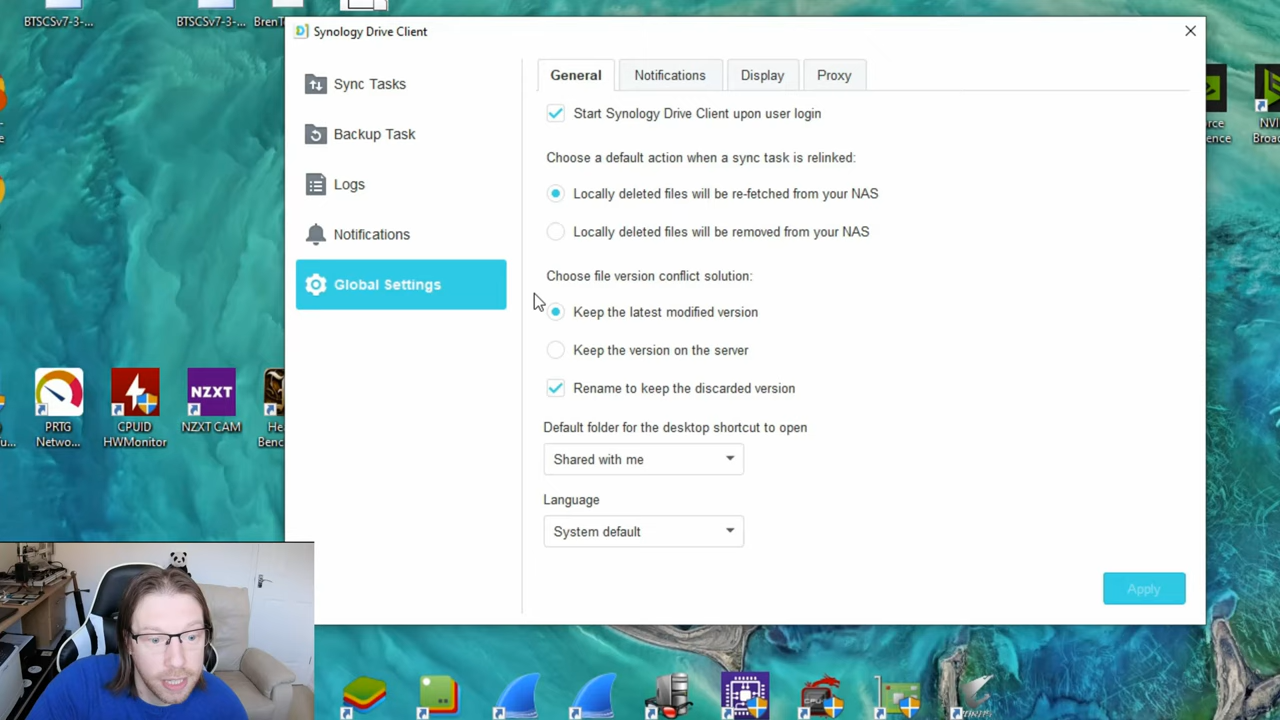 BTSCSv7-3-...
BTSCSv7-3-...
Synology Drive Client
Sync Tasks
Backup Task
Logs
Notifications
Global Settings
General
Notifications
Display
Proxy
Start Synology Drive Client upon user login
Choose a default action when a sync task is relinked:
Locally deleted files will be re-fetched from your NAS
Locally deleted files will be removed from your NAS
Choose file version conflict solution:
Keep the latest modified version
Keep the version on the server
Rename to keep the discarded version
Default folder for the desktop shortcut to open
Shared with me
Language
System default
Apply
PRTG
Netwo...
CPUID
HWMonitor
NZXT
NZXT CAM